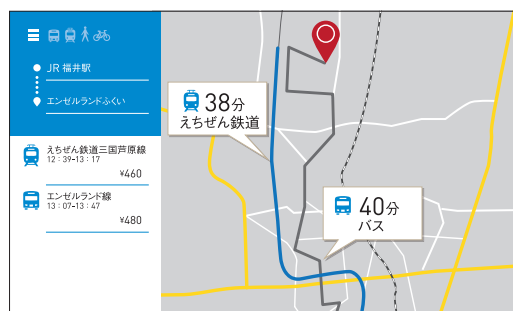 JR 福井駅
エンゼルランドふくい
えちぜん鉄道三国芦原線
12:39-13:17
¥460
エンゼルランド線
13:07-13:47
¥480
38分
えちぜん鉄道
40分
バス